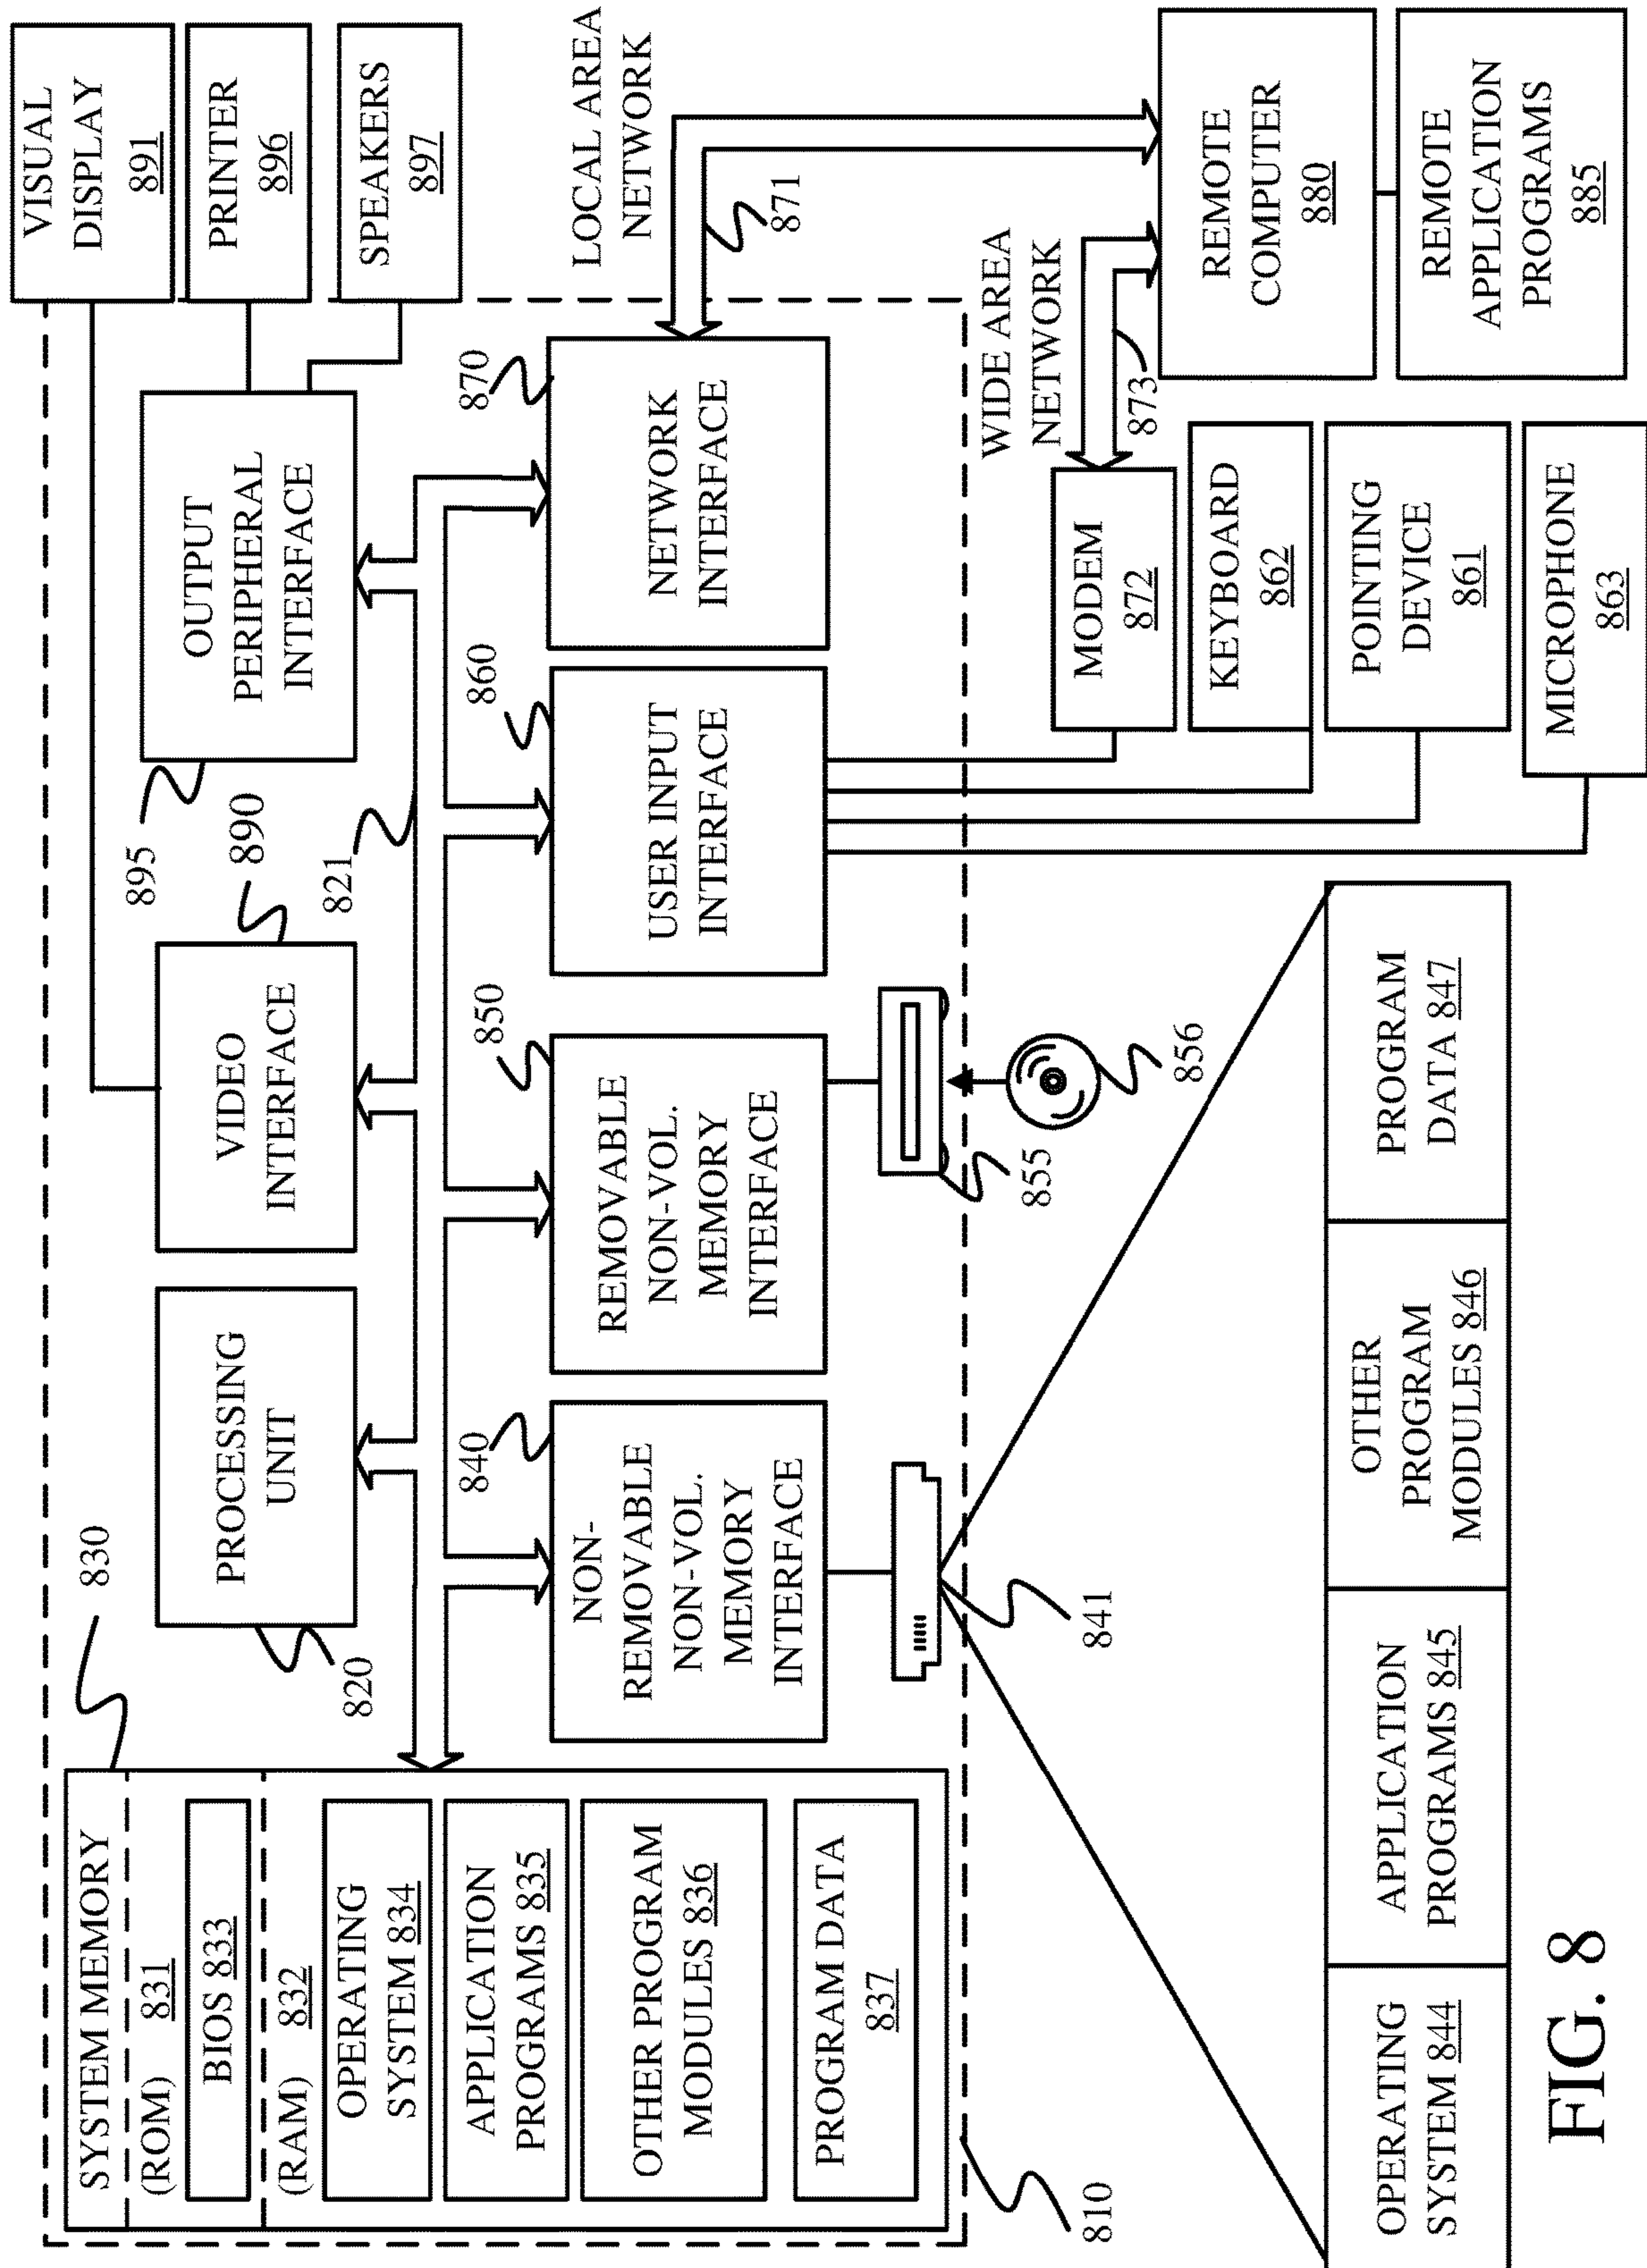 SYSTEM MEMORY
(ROM) 831
BIOS 833
(RAM) 832
OPERATING
SYSTEM 834
APPLICATION
PROGRAMS 835
OTHER PROGRAM
MODULES 836
PROGRAM DATA
837
830
PROCESSING
UNIT
820
VIDEO
INTERFACE
890
OUTPUT
PERIPHERAL
INTERFACE
895
821
VISUAL
DISPLAY
891
PRINTER
896
SPEAKERS
897
NON-
REMOVABLE
NON-VOL.
MEMORY
INTERFACE
840
REMOVABLE
NON-VOL.
MEMORY
INTERFACE
850
USER INPUT
INTERFACE
860
NETWORK
INTERFACE
870
LOCAL AREA
NETWORK
871
810
841
855
856
WIDE AREA
NETWORK
873
MODEM
872
KEYBOARD
862
POINTING
DEVICE
861
MICROPHONE
863
REMOTE
COMPUTER
880
REMOTE
APPLICATION
PROGRAMS
885
OPERATING
SYSTEM 844
APPLICATION
PROGRAMS 845
OTHER
PROGRAM
MODULES 846
PROGRAM
DATA 847
FIG. 8